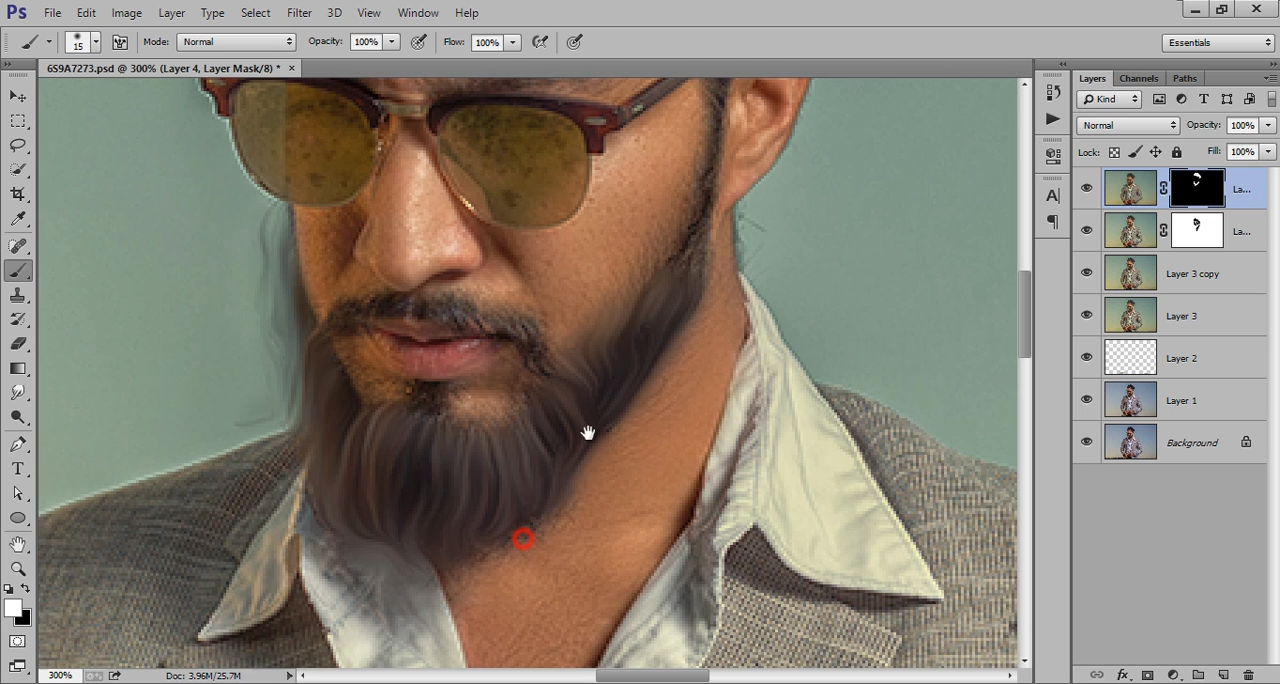 Ps File Edit Image Layer Type Select Filter 3D View Window Help
15 Mode: Normal Opacity: 100% Flow: 100% Essentials
6S9A7273.psd @ 300% (Layer 4, Layer Mask/8) * ×
Layers Channels Paths
Kind T
Normal Opacity: 100%
Lock: Fill: 100%
La...
A
La...
Layer 3 copy
Layer 3
Layer 2
Layer 1
Background
T
300% Doc: 3.96M/25.7M fx